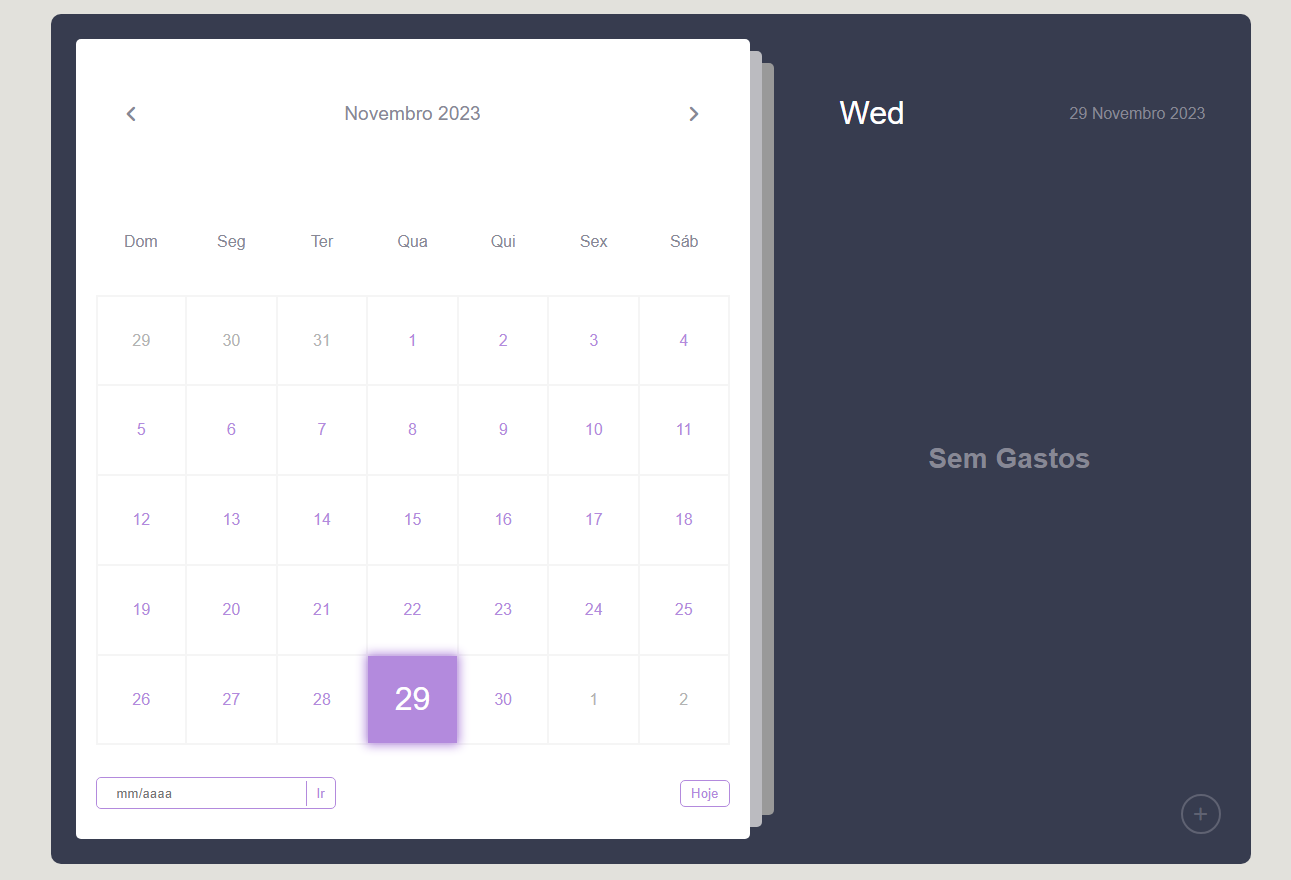 Novembro 2023
Dom Seg Ter Qua Qui Sex Sáb
29 30 31 1 2 3 4
5 6 7 8 9 10 11
12 13 14 15 16 17 18
19 20 21 22 23 24 25
26 27 28 29 30 1 2
mm/aaaa Ir Hoje
Wed 29 Novembro 2023
Sem Gastos
+